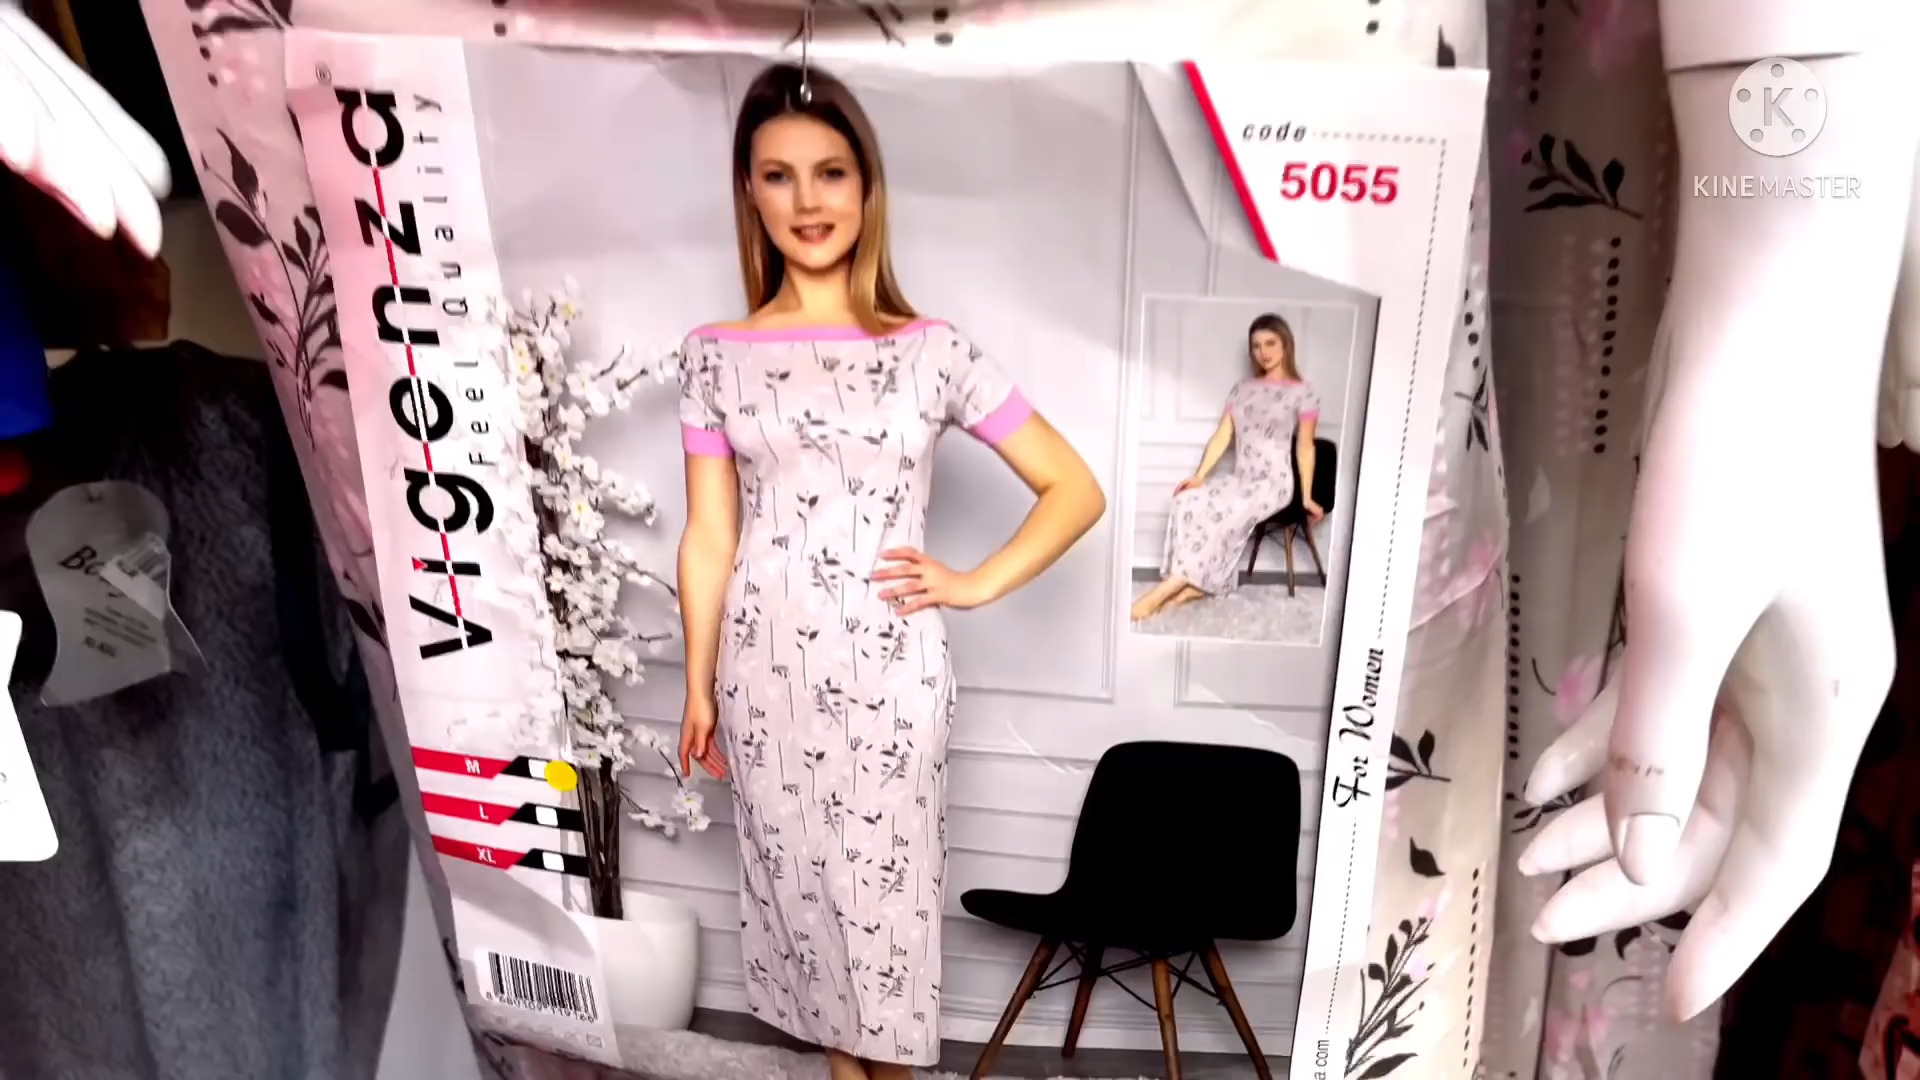 Vigenza
®
Feel Quality
code
5055
KINEMASTER
For Women
M
L
XL